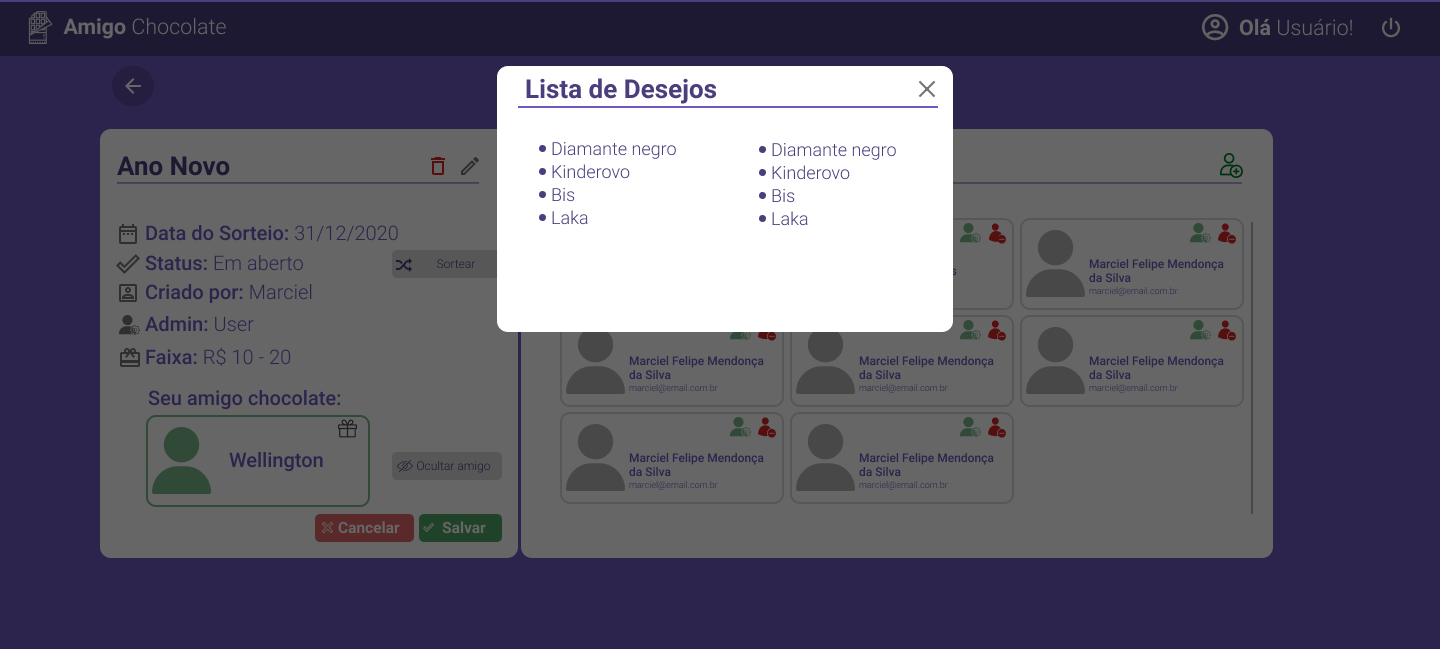 Amigo Chocolate
Olá Usuário!
Lista de Desejos
Diamante negro
Kinderovo
Bis
Laka
Diamante negro
Kinderovo
Bis
Laka
Ano Novo
Data do Sorteio: 31/12/2020
Status: Em aberto
Sortear
Criado por: Marciel
Admin: User
Faixa: R$ 10 - 20
Seu amigo chocolate:
Wellington
Ocultar amigo
Cancelar
Salvar
Marciel Felipe Mendonça
da Silva
marciel@email.com.br
Marciel Felipe Mendonça
da Silva
marciel@email.com.br
Marciel Felipe Mendonça
da Silva
marciel@email.com.br
Marciel Felipe Mendonça
da Silva
marciel@email.com.br
Marciel Felipe Mendonça
da Silva
marciel@email.com.br
Marciel Felipe Mendonça
da Silva
marciel@email.com.br